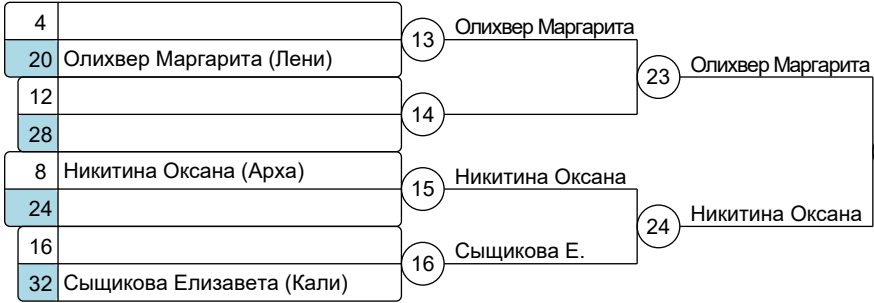 4
13 Олихвер Маргарита
20 Олихвер Маргарита (Лени)
23 Олихвер Маргарита
12
14
28
8 Никитина Оксана (Арха)
15 Никитина Оксана
24
24 Никитина Оксана
16
16 Сыщикова Е.
32 Сыщикова Елизавета (Кали)